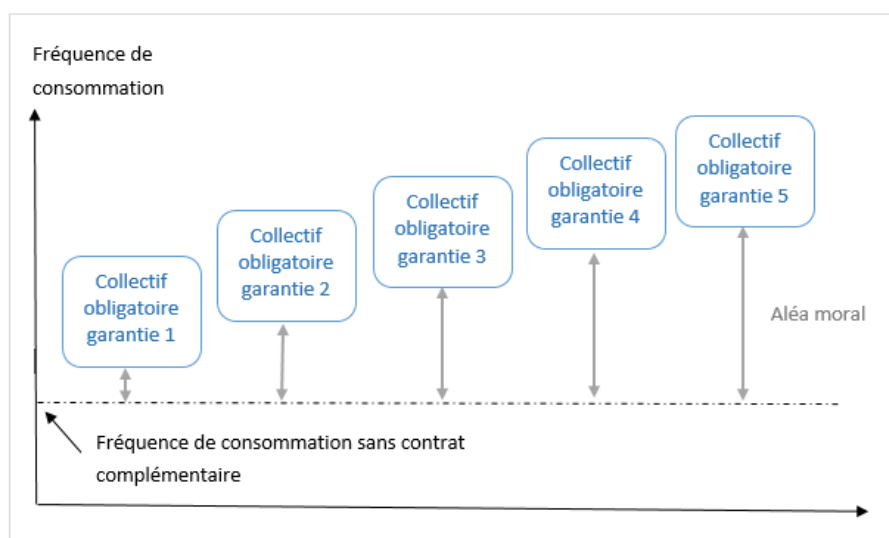 Fréquence de
consommation
Collectif
obligatoire
garantie 1
Collectif
obligatoire
garantie 2
Collectif
obligatoire
garantie 3
Collectif
obligatoire
garantie 4
Collectif
obligatoire
garantie 5
Aléa moral
Fréquence de consommation sans contrat
complémentaire